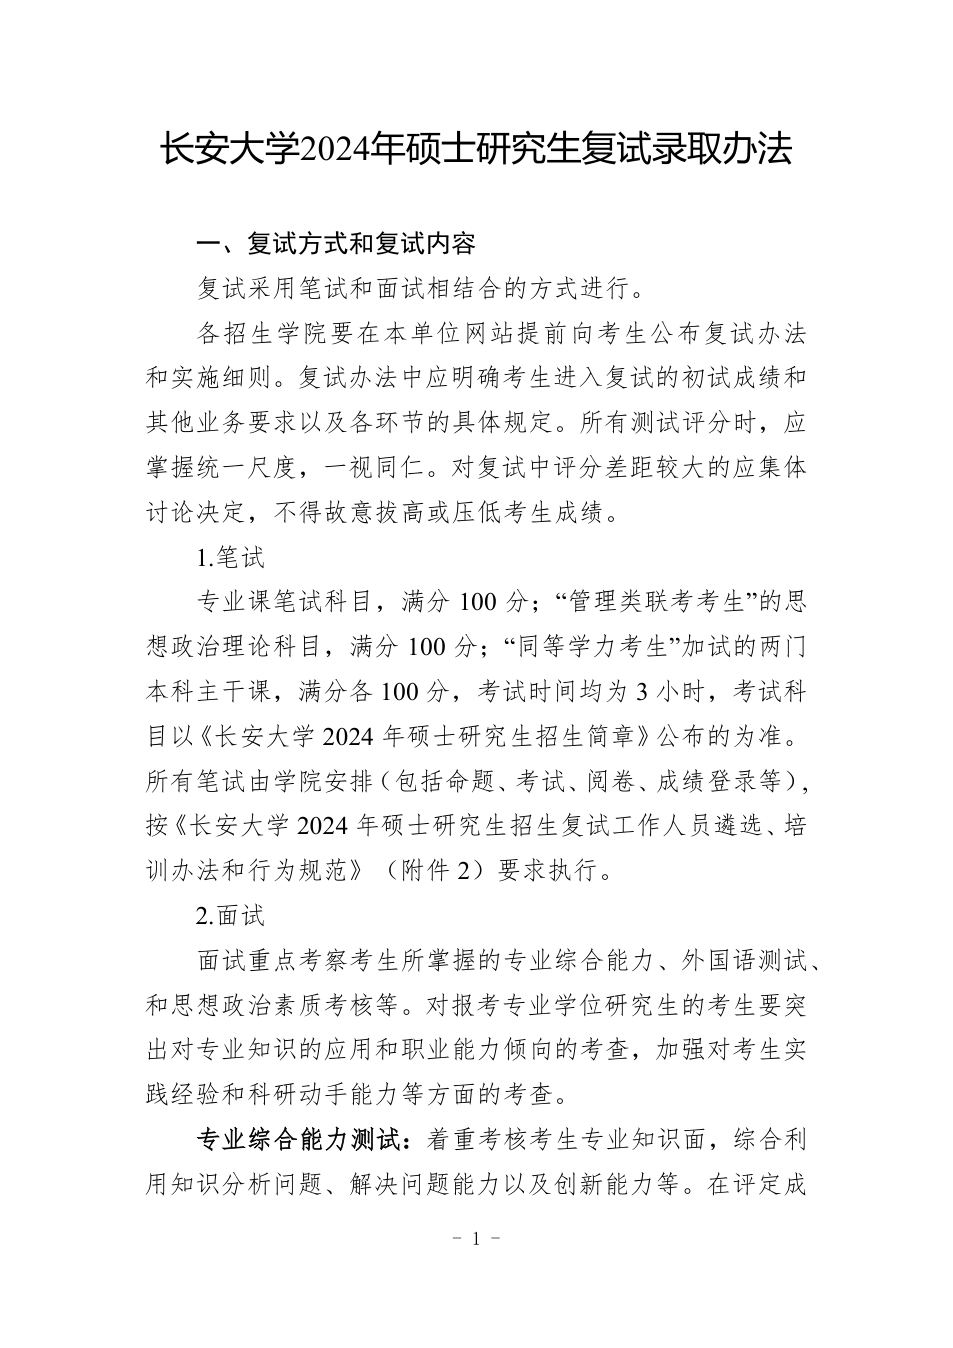 长安大学2024年硕士研究生复试录取办法
一、复试方式和复试内容
复试采用笔试和面试相结合的方式进行。
各招生学院要在本单位网站提前向考生公布复试办法
和实施细则。复试办法中应明确考生进入复试的初试成绩和
其他业务要求以及各环节的具体规定。所有测试评分时，应
掌握统一尺度，一视同仁。对复试中评分差距较大的应集体
讨论决定，不得故意拔高或压低考生成绩。
1.笔试
专业课笔试科目，满分 100 分；“管理类联考考生”的思
想政治理论科目，满分 100 分；“同等学力考生”加试的两门
本科主干课，满分各 100 分，考试时间均为 3 小时，考试科
目以《长安大学 2024 年硕士研究生招生简章》公布的为准。
所有笔试由学院安排（包括命题、考试、阅卷、成绩登录等），
按《长安大学 2024 年硕士研究生招生复试工作人员遴选、培
训办法和行为规范》（附件 2）要求执行。
2.面试
面试重点考察考生所掌握的专业综合能力、外国语测试、
和思想政治素质考核等。对报考专业学位研究生的考生要突
出对专业知识的应用和职业能力倾向的考查，加强对考生实
践经验和科研动手能力等方面的考查。
专业综合能力测试：着重考核考生专业知识面，综合利
用知识分析问题、解决问题能力以及创新能力等。在评定成
- 1 -